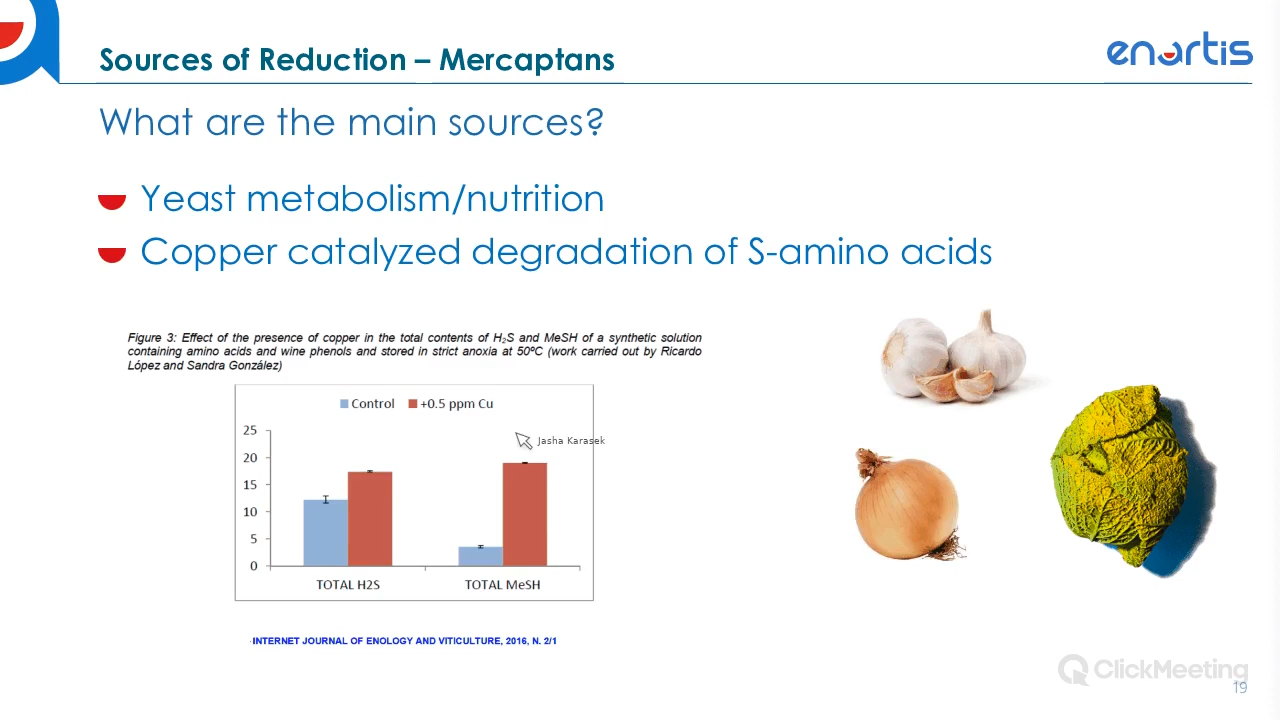 Sources of Reduction – Mercaptans
enartis
What are the main sources?
Yeast metabolism/nutrition
Copper catalyzed degradation of S-amino acids
Figure 3: Effect of the presence of copper in the total contents of H₂S and MeSH of a synthetic solution
containing amino acids and wine phenols and stored in strict anoxia at 50ºC (work carried out by Ricardo
López and Sandra González)
Control +0.5 ppm Cu
25
Jasha Karasek
20
15
10
5
0
TOTAL H2S TOTAL MeSH
INTERNET JOURNAL OF ENOLOGY AND VITICULTURE, 2016, N. 2/1
ClickMeeting
19